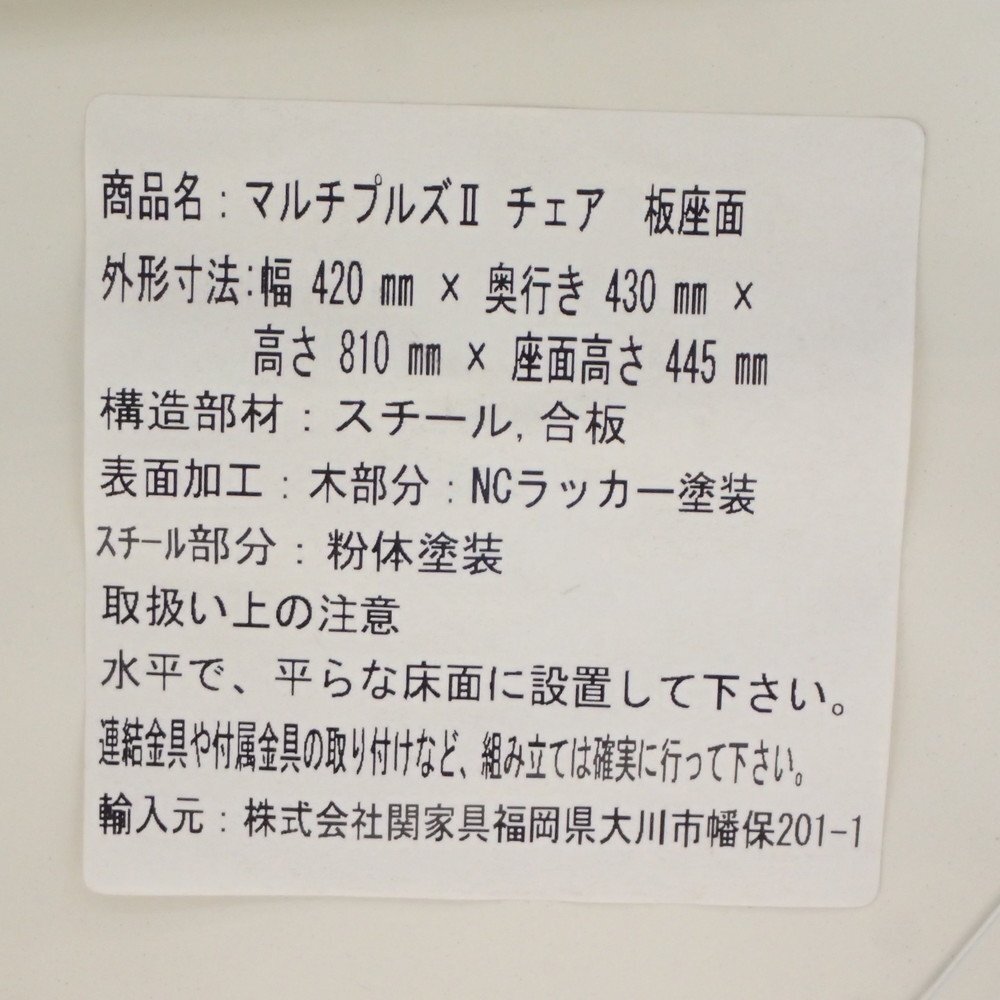 商品名：マルチプルズⅡ チェア　板座面
外形寸法：幅 420 mm × 奥行き 430 mm ×
高さ 810 mm × 座面高さ 445 mm
構造部材：スチール,合板
表面加工：木部分：NCラッカー塗装
ｽﾁｰﾙ部分：粉体塗装
取扱い上の注意
水平で、平らな床面に設置して下さい。
連結金具や付属金具の取り付けなど、組み立ては確実に行って下さい。
輸入元：株式会社関家具福岡県大川市幡保201-1